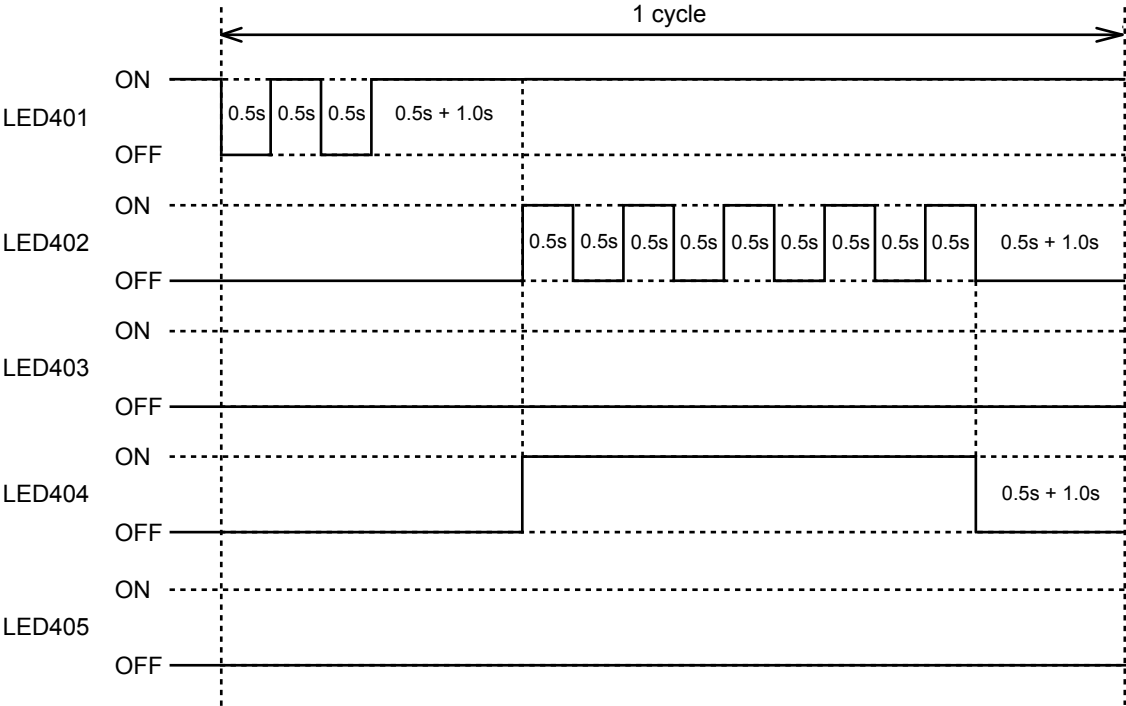 1 cycle
ON
LED401
0.5s 0.5s 0.5s 0.5s + 1.0s
OFF
ON
LED402
0.5s 0.5s 0.5s 0.5s 0.5s 0.5s 0.5s 0.5s 0.5s 0.5s + 1.0s
OFF
ON
LED403
OFF
ON
LED404
0.5s + 1.0s
OFF
ON
LED405
OFF